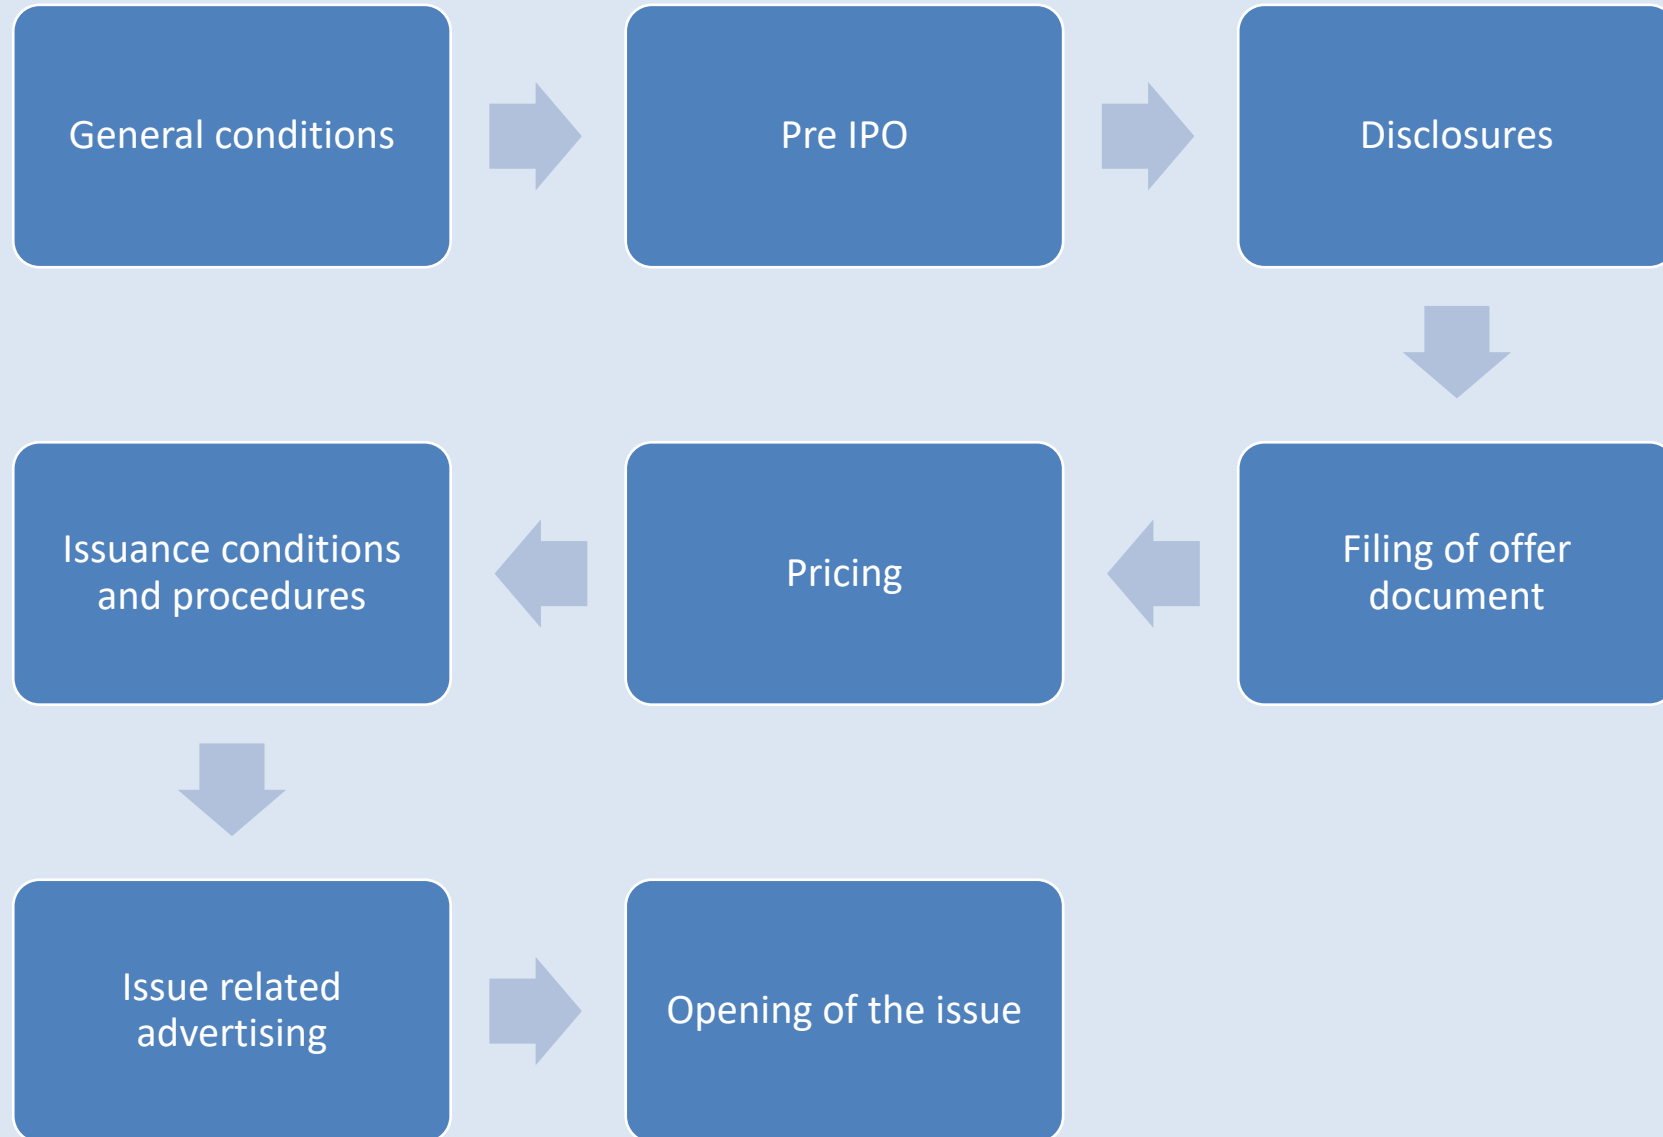 General conditions
Pre IPO
Disclosures
Filing of offer
document
Pricing
Issuance conditions
and procedures
Issue related
advertising
Opening of the issue